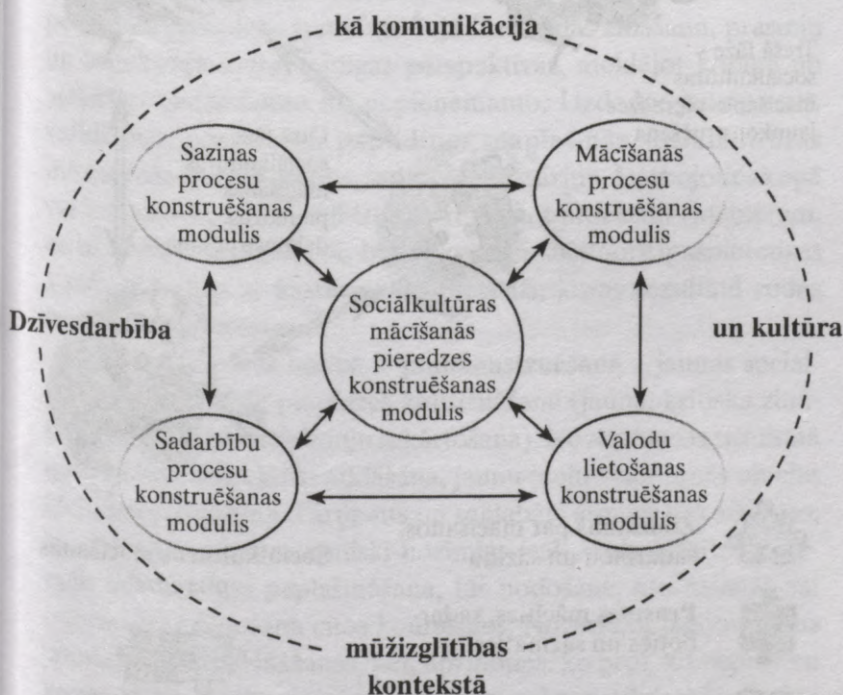 kā komunikācija
Saziņas
procesu
konstruēšanas
modulis
Mācīšanās
procesu
konstruēšanas
modulis
Sociālkultūras
mācīšanās
pieredzes
konstruēšanas
modulis
Dzīvesdarbība
un kultūra
Sadarbību
procesu
konstruēšanas
modulis
Valodu
lietošanas
konstruēšanas
modulis
mūžizglītības
kontekstā